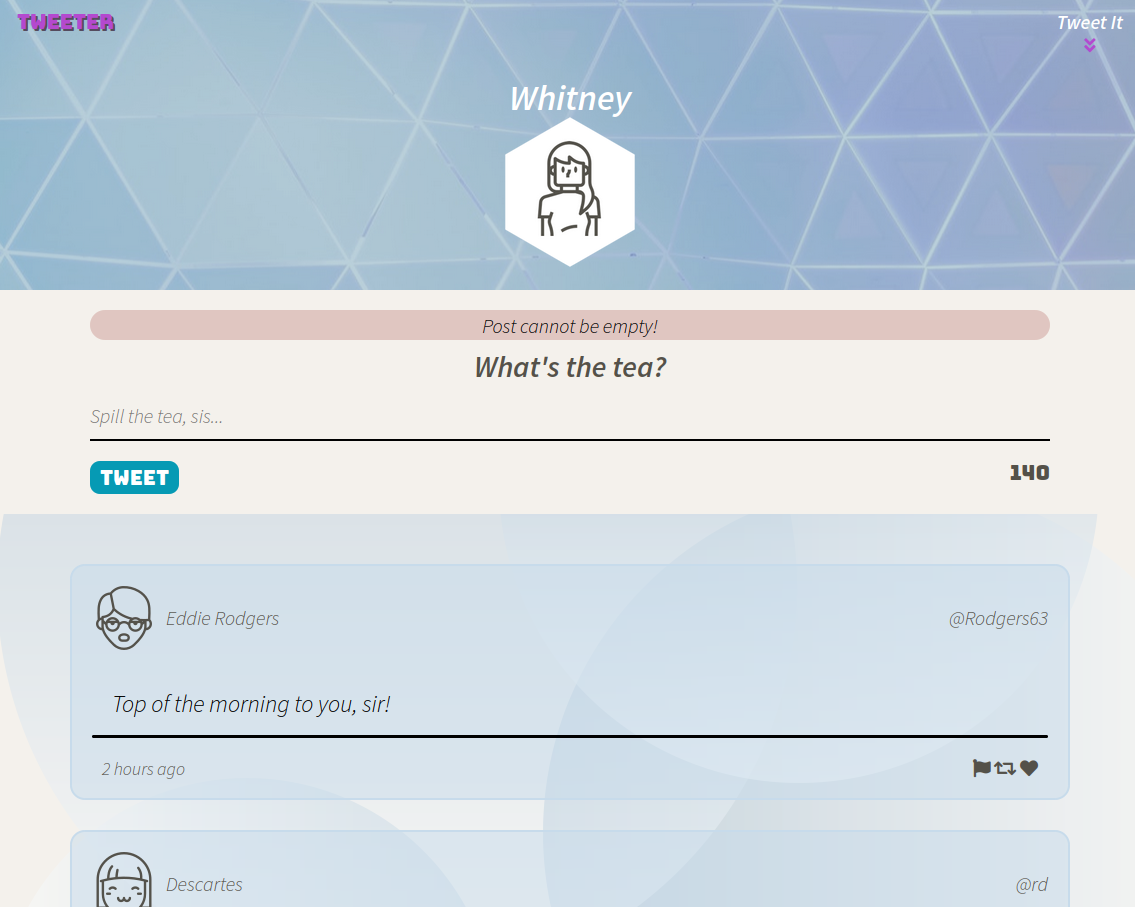 TWEETER
Tweet It
Whitney
Post cannot be empty!
What's the tea?
Spill the tea, sis...
TWEET
140
Eddie Rodgers
@Rodgers63
Top of the morning to you, sir!
2 hours ago
Descartes
@rd